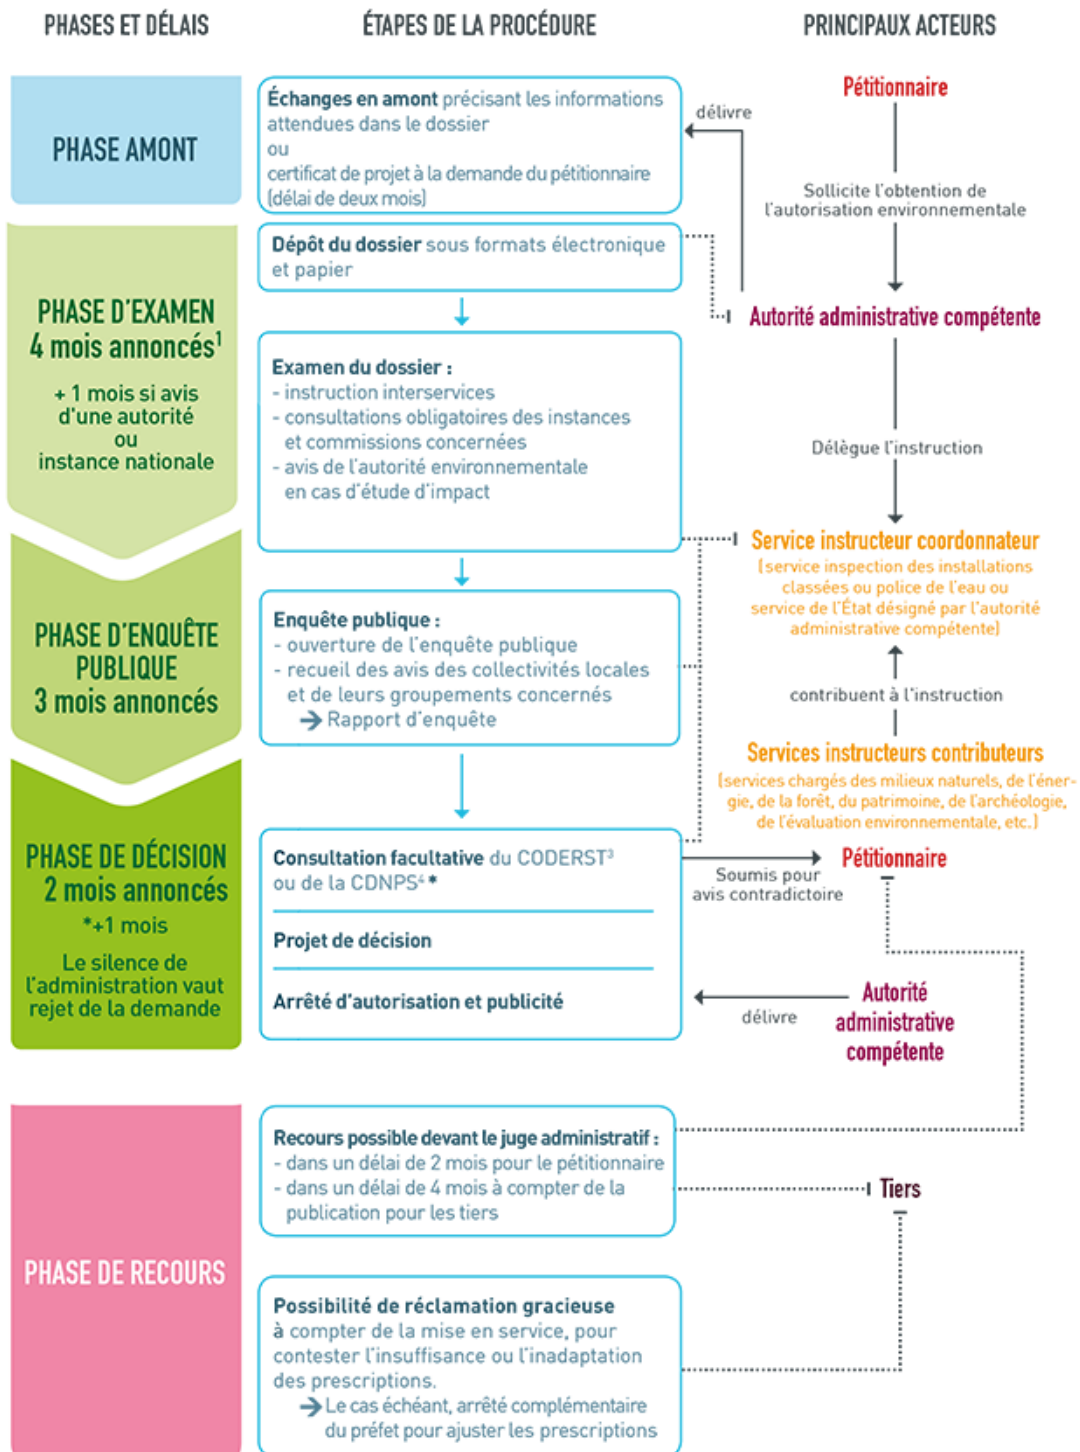 PHASES ET DÉLAIS
ÉTAPES DE LA PROCÉDURE
PRINCIPAUX ACTEURS
PHASE AMONT
Échanges en amont précisant les informations
attendues dans le dossier
ou
certificat de projet à la demande du pétitionnaire
(délai de deux mois)
délivre
Pétitionnaire
Sollicite l'obtention de
l'autorisation environnementale
PHASE D'EXAMEN
4 mois annoncés¹
+ 1 mois si avis
d'une autorité
ou
instance nationale
Dépôt du dossier sous formats électronique
et papier
Autorité administrative compétente
Examen du dossier :
- instruction interservices
- consultations obligatoires des instances
et commissions concernées
- avis de l'autorité environnementale
en cas d'étude d'impact
Délègue l'instruction
Service instructeur coordonnateur
(service inspection des installations
classées ou police de l'eau ou
service de l'État désigné par l'autorité
administrative compétente)
PHASE D'ENQUÊTE
PUBLIQUE
3 mois annoncés
Enquête publique :
- ouverture de l'enquête publique
- recueil des avis des collectivités locales
et de leurs groupements concernés
→ Rapport d'enquête
contribuent à l'instruction
Services instructeurs contributeurs
(services chargés des milieux naturels, de l'éner-
gie, de la forêt, du patrimoine, de l'archéologie,
de l'évaluation environnementale, etc.)
PHASE DE DÉCISION
2 mois annoncés
*+1 mois
Le silence de
l'administration vaut
rejet de la demande
Consultation facultative du CODERST³
ou de la CDNPS⁴ *
Projet de décision
Arrêté d'autorisation et publicité
Soumis pour
avis contradictoire
Pétitionnaire
délivre
Autorité
administrative
compétente
PHASE DE RECOURS
Recours possible devant le juge administratif :
- dans un délai de 2 mois pour le pétitionnaire
- dans un délai de 4 mois à compter de la
publication pour les tiers
Tiers
Possibilité de réclamation gracieuse
à compter de la mise en service, pour
contester l'insuffisance ou l'inadaptation
des prescriptions.
→ Le cas échéant, arrêté complémentaire
du préfet pour ajuster les prescriptions